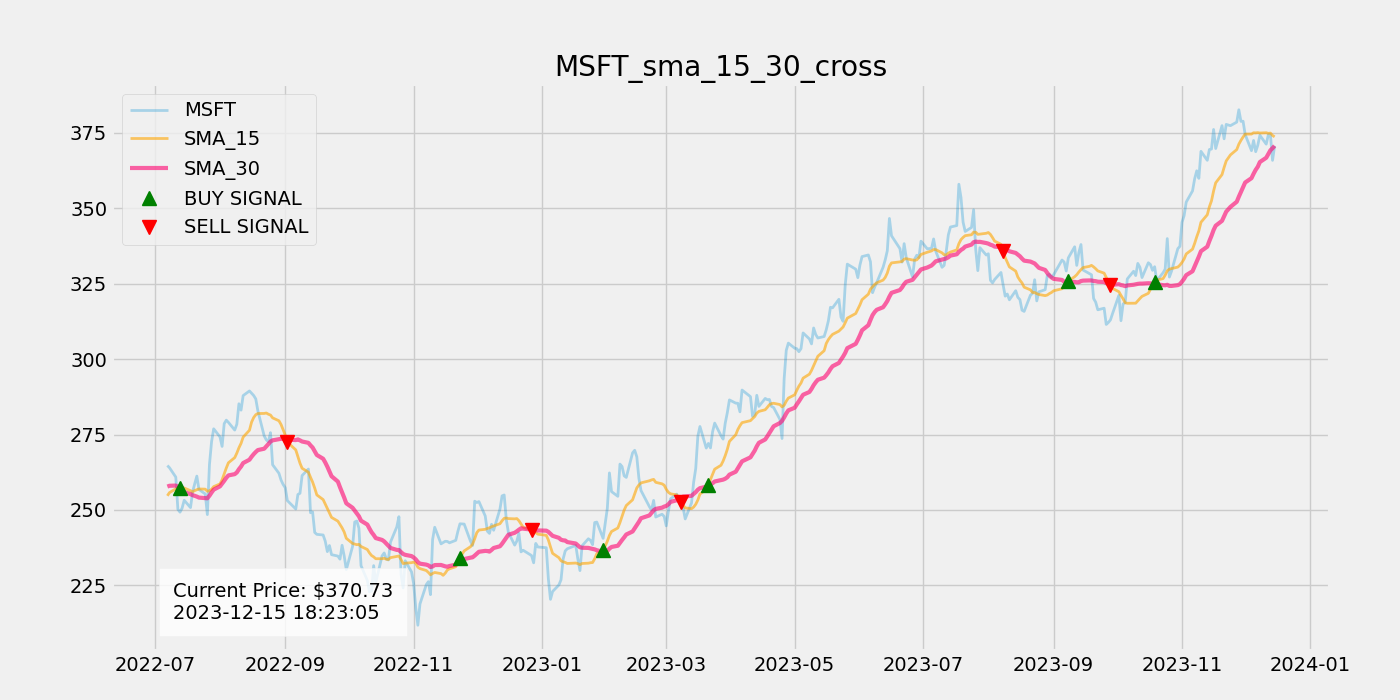 MSFT_sma_15_30_cross
MSFT
SMA_15
SMA_30
BUY SIGNAL
SELL SIGNAL
375
350
325
300
275
250
225
Current Price: $370.73
2023-12-15 18:23:05
2022-07 2022-09 2022-11 2023-01 2023-03 2023-05 2023-07 2023-09 2023-11 2024-01